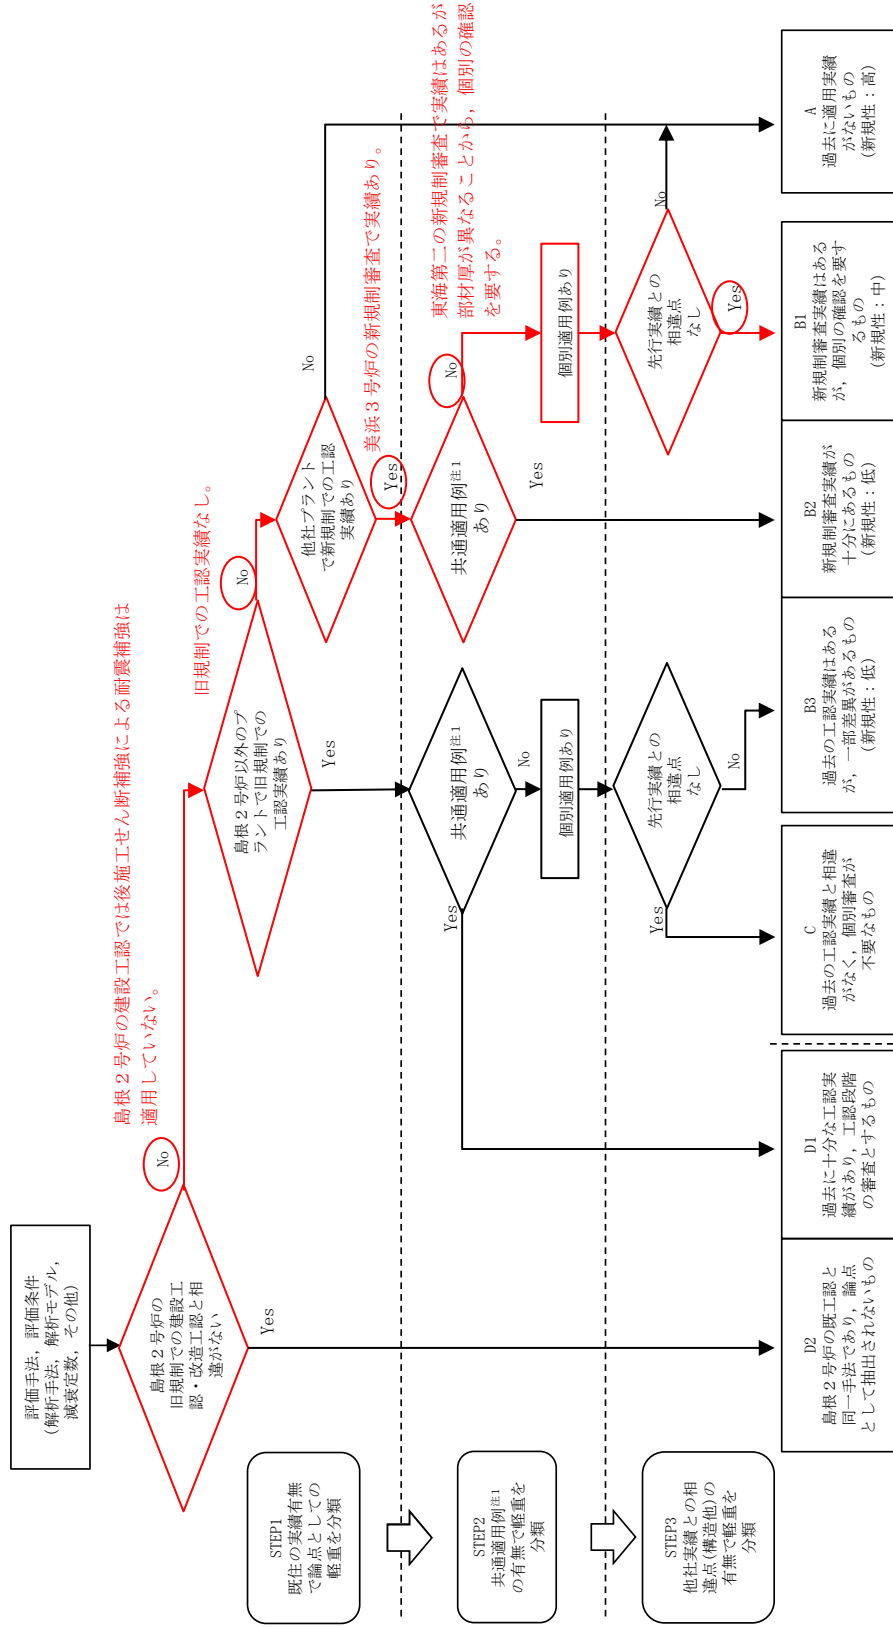 評価手法，評価条件
(解析手法，解析モデル，
減衰定数，その他)
島根２号炉の
旧規制での建設工
認・改造工認と相
違がない
No
Yes
島根２号炉の建設工認では後施工せん断補強による耐震補強は
適用していない。
島根２号炉以外のプ
ラントで旧規制での
工認実績あり
No
Yes
旧規制での工認実績なし。
他社プラント
で新規制での工認
実績あり
No
Yes
美浜３号炉の新規制審査で実績あり。
STEP1
既往の実績有無
で論点としての
軽重を分類
共通適用例注1
あり
Yes
No
個別適用例あり
共通適用例注1
あり
No
Yes
東海第二の新規制審査で実績はあるが
部材厚が異なることから，個別の確認
を要する。
個別適用例あり
STEP2
共通適用例注1
の有無で軽重を
分類
先行実績との
相違点
なし
Yes
No
先行実績との
相違点
なし
No
Yes
STEP3
他社実績との相
違点(構造他)の
有無で軽重を
分類
D2
島根２号炉の既工認と
同一手法であり，論点
として抽出されないもの
D1
過去に十分な工認実
績があり，工認段階
の審査とするもの
C
過去の工認実績と相違
がなく，個別審査が
不要なもの
B3
過去の工認実績はある
が，一部差異があるもの
(新規性：低)
B2
新規制審査実績が
十分にあるもの
(新規性：低)
B1
新規制審査実績はある
が，個別の確認を要す
るもの
(新規性：中)
A
過去に適用実績
がないもの
(新規性：高)